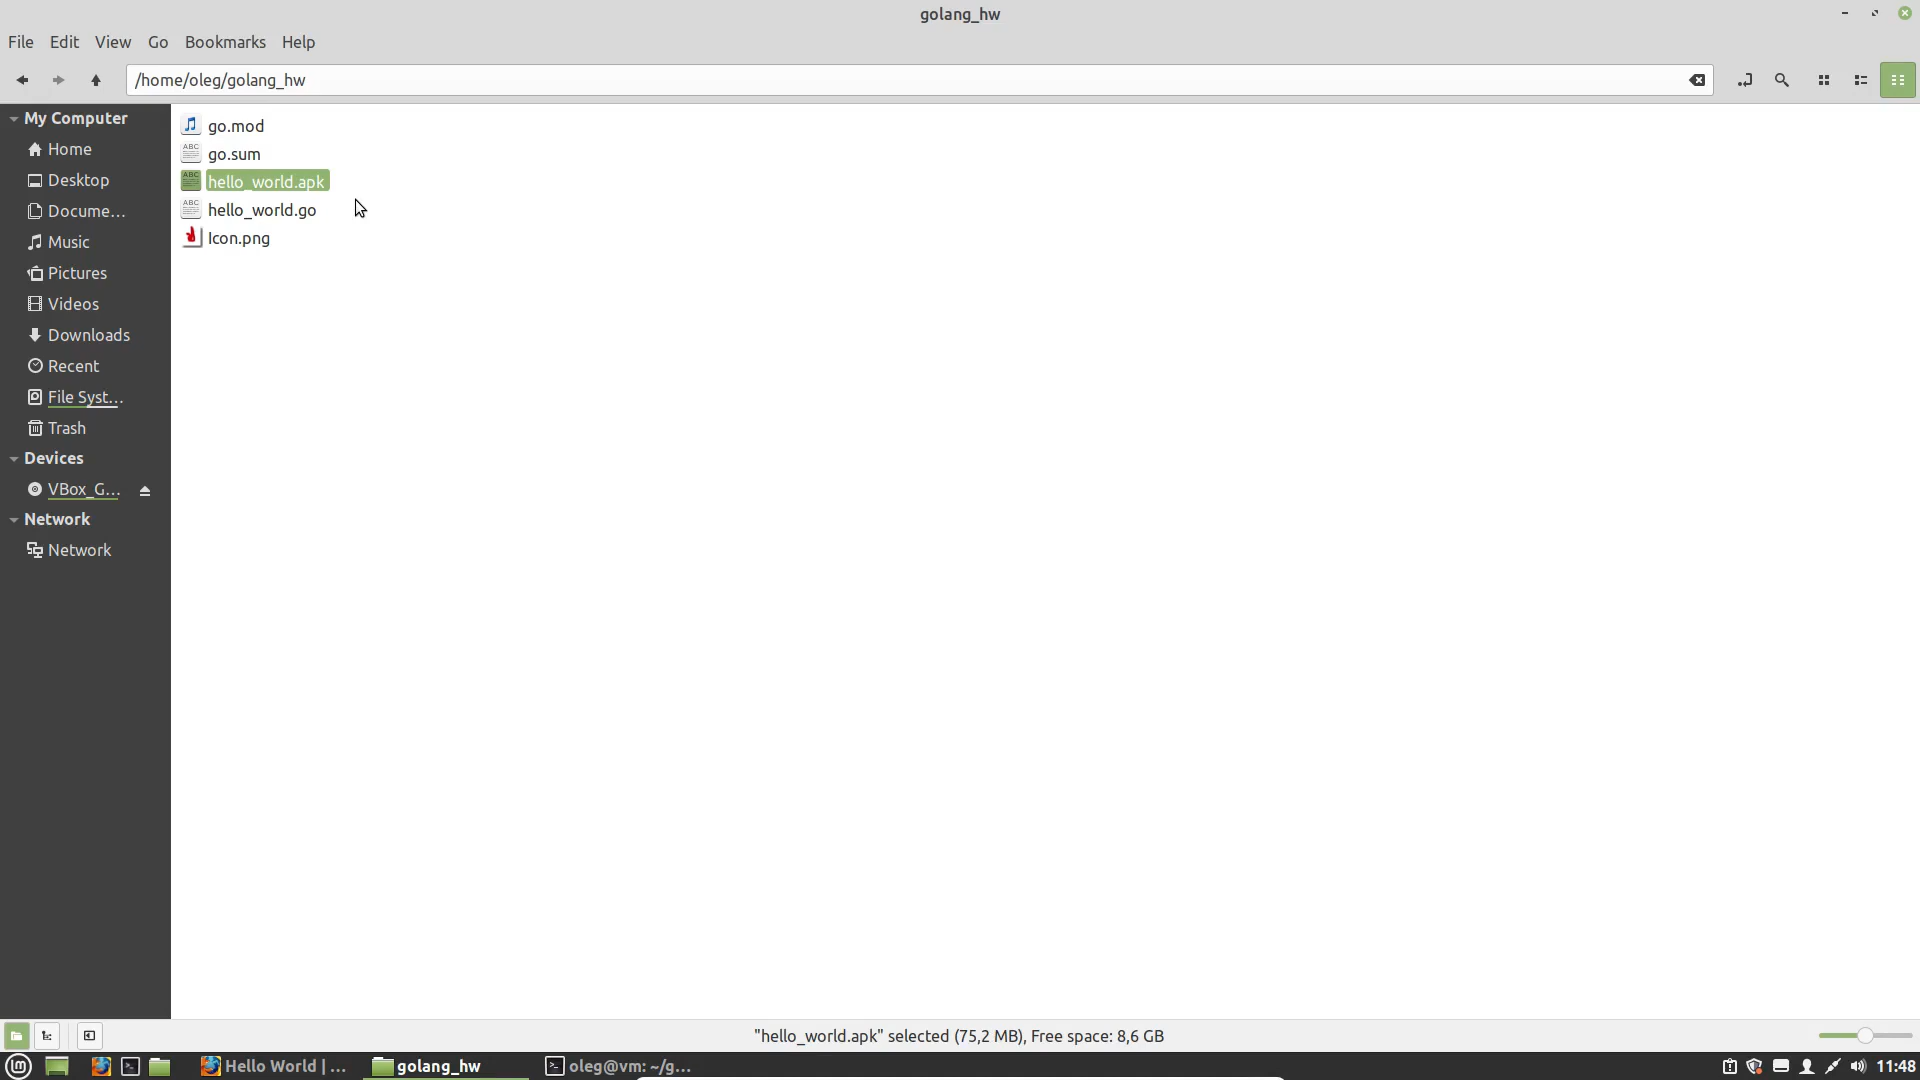 golang_hw
File Edit View Go Bookmarks Help
/home/oleg/golang_hw
My Computer
Home
Desktop
Docume...
Music
Pictures
Videos
Downloads
Recent
File Syst...
Trash
Devices
VBox_G...
Network
Network
go.mod
go.sum
hello_world.apk
hello_world.go
Icon.png
"hello_world.apk" selected (75,2 MB), Free space: 8,6 GB
Hello World | ... golang_hw oleg@vm: ~/g... 11:48